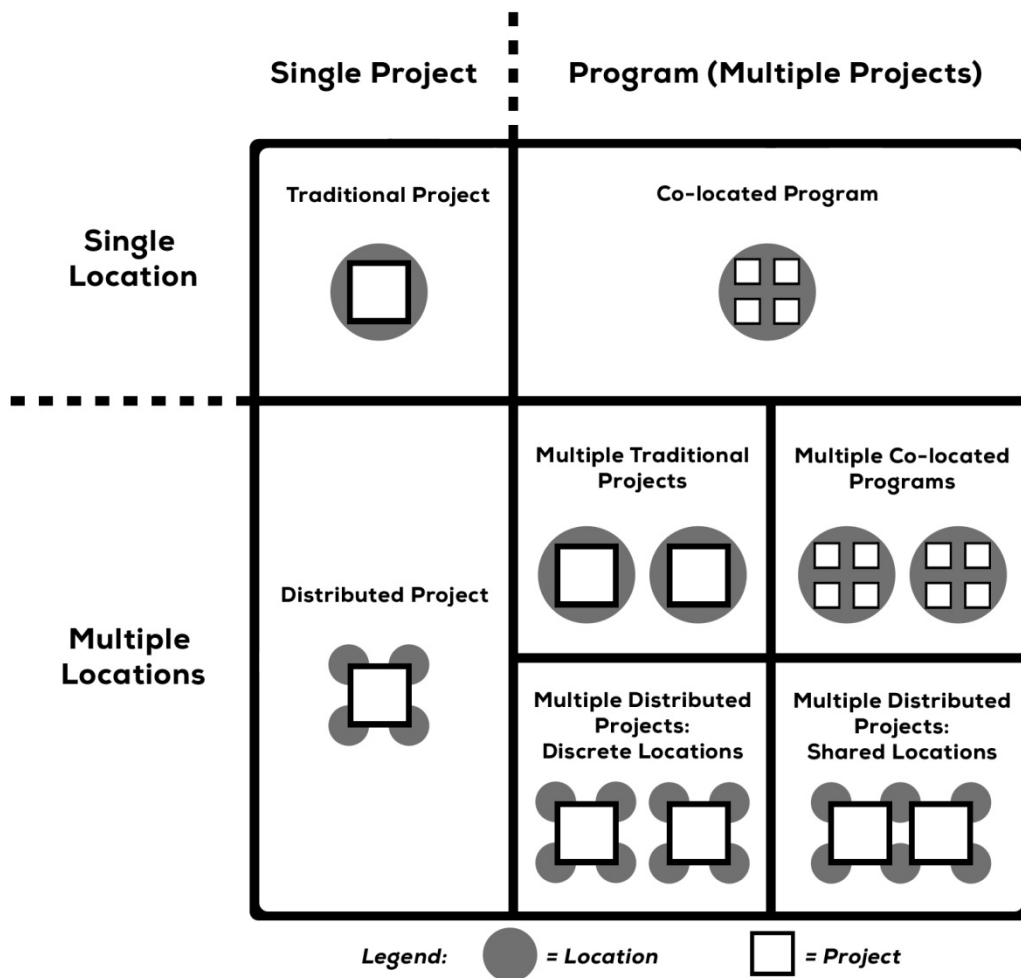 Single Project
Program (Multiple Projects)
Single
Location
Traditional Project
Co-located Program
Multiple
Locations
Distributed Project
Multiple Traditional
Projects
Multiple Co-located
Programs
Multiple Distributed
Projects:
Discrete Locations
Multiple Distributed
Projects:
Shared Locations
Legend:
= Location
= Project